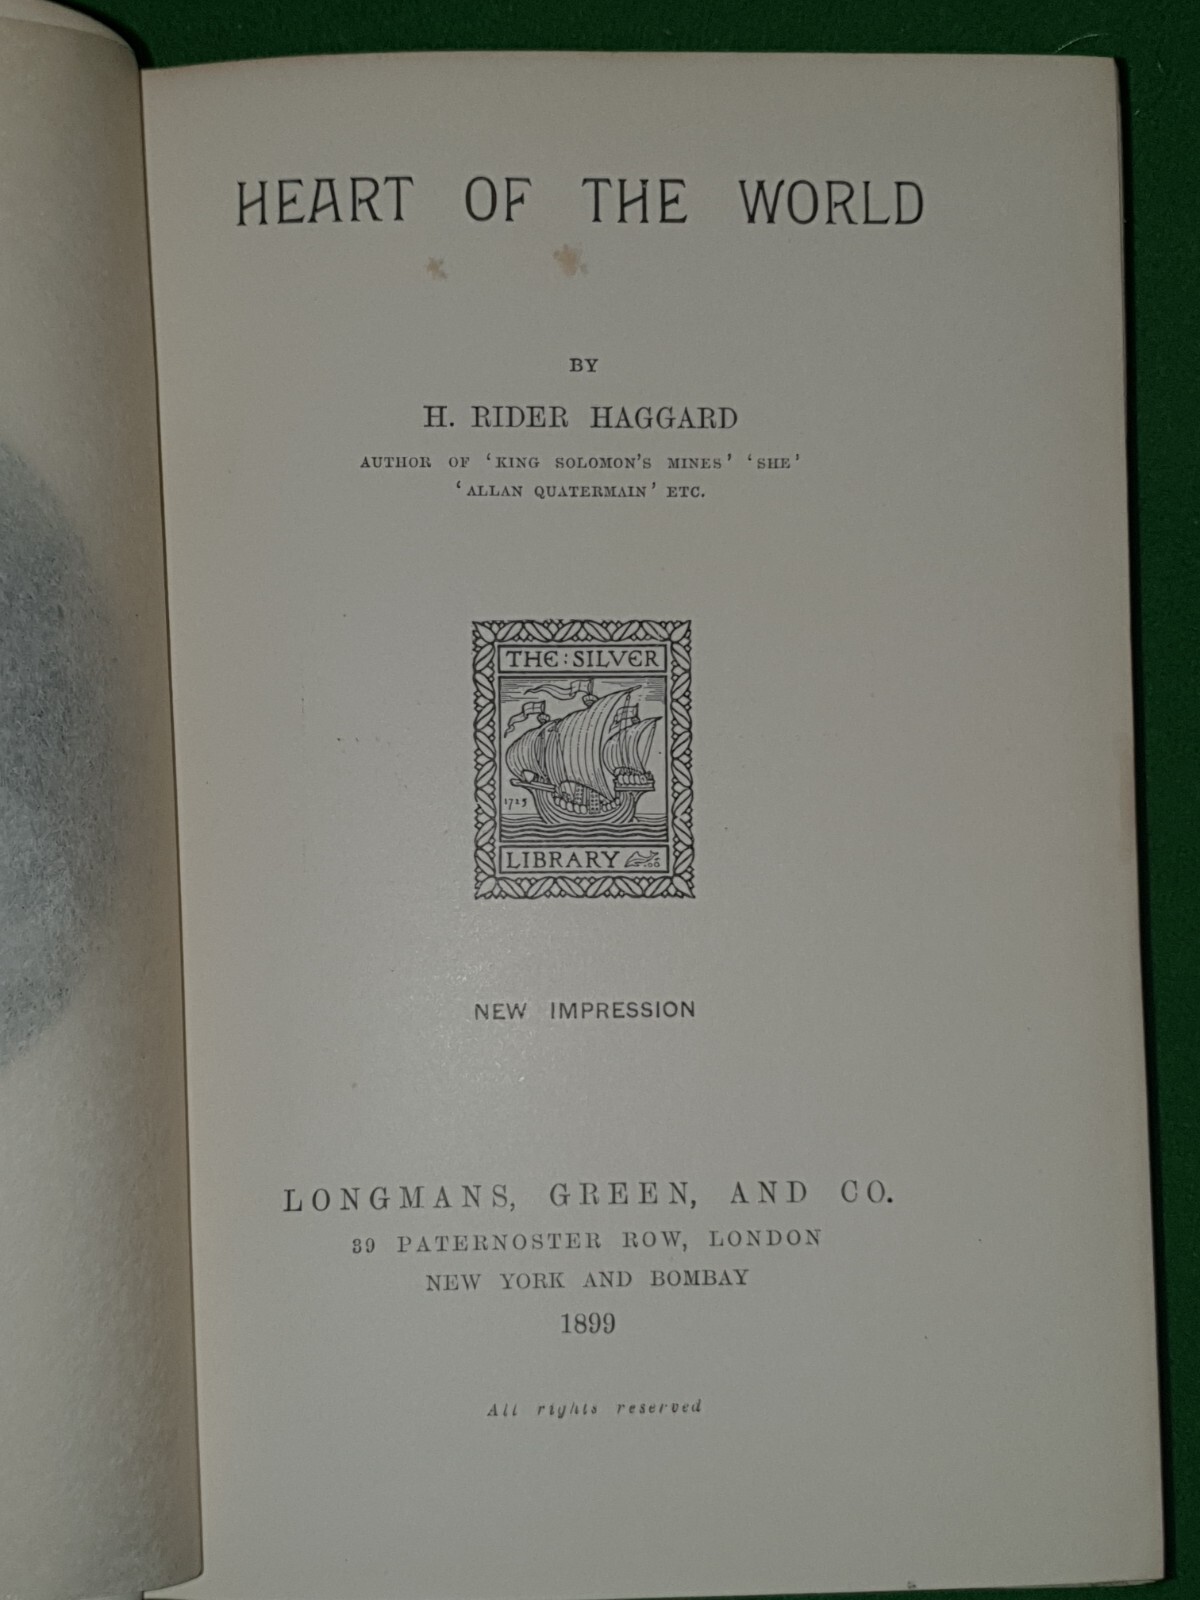 HEART OF THE WORLD
BY
H. RIDER HAGGARD
AUTHOR OF 'KING SOLOMON'S MINES' 'SHE'
'ALLAN QUATERMAIN' ETC.
THE : SILVER
1725
LIBRARY
NEW IMPRESSION
LONGMANS, GREEN, AND CO.
39 PATERNOSTER ROW, LONDON
NEW YORK AND BOMBAY
1899
All rights reserved